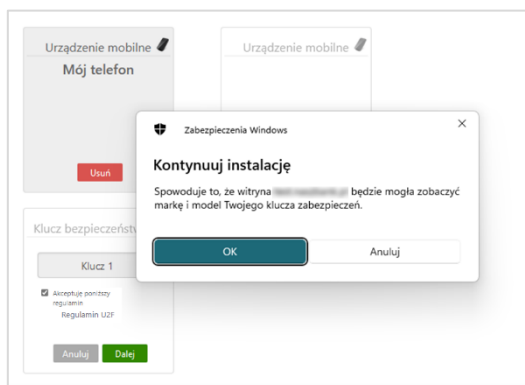 Urządzenie mobilne
Mój telefon
Usuń
Urządzenie mobilne
Klucz bezpieczeństw
Klucz 1
Akceptuję poniższy
regulamin
Regulamin U2F
Anuluj
Dalej
Zabezpieczenia Windows
Kontynuuj instalację
Spowoduje to, że witryna będzie mogła zobaczyć
markę i model Twojego klucza zabezpieczeń.
OK
Anuluj